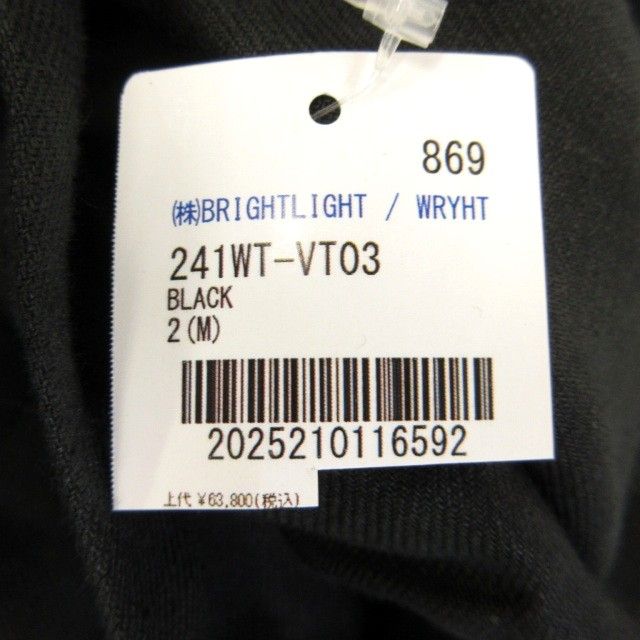 869
㈱BRIGHTLIGHT / WRYHT
241WT-VT03
BLACK
2(M)
2025210116592
上代 ¥63,800(税込)